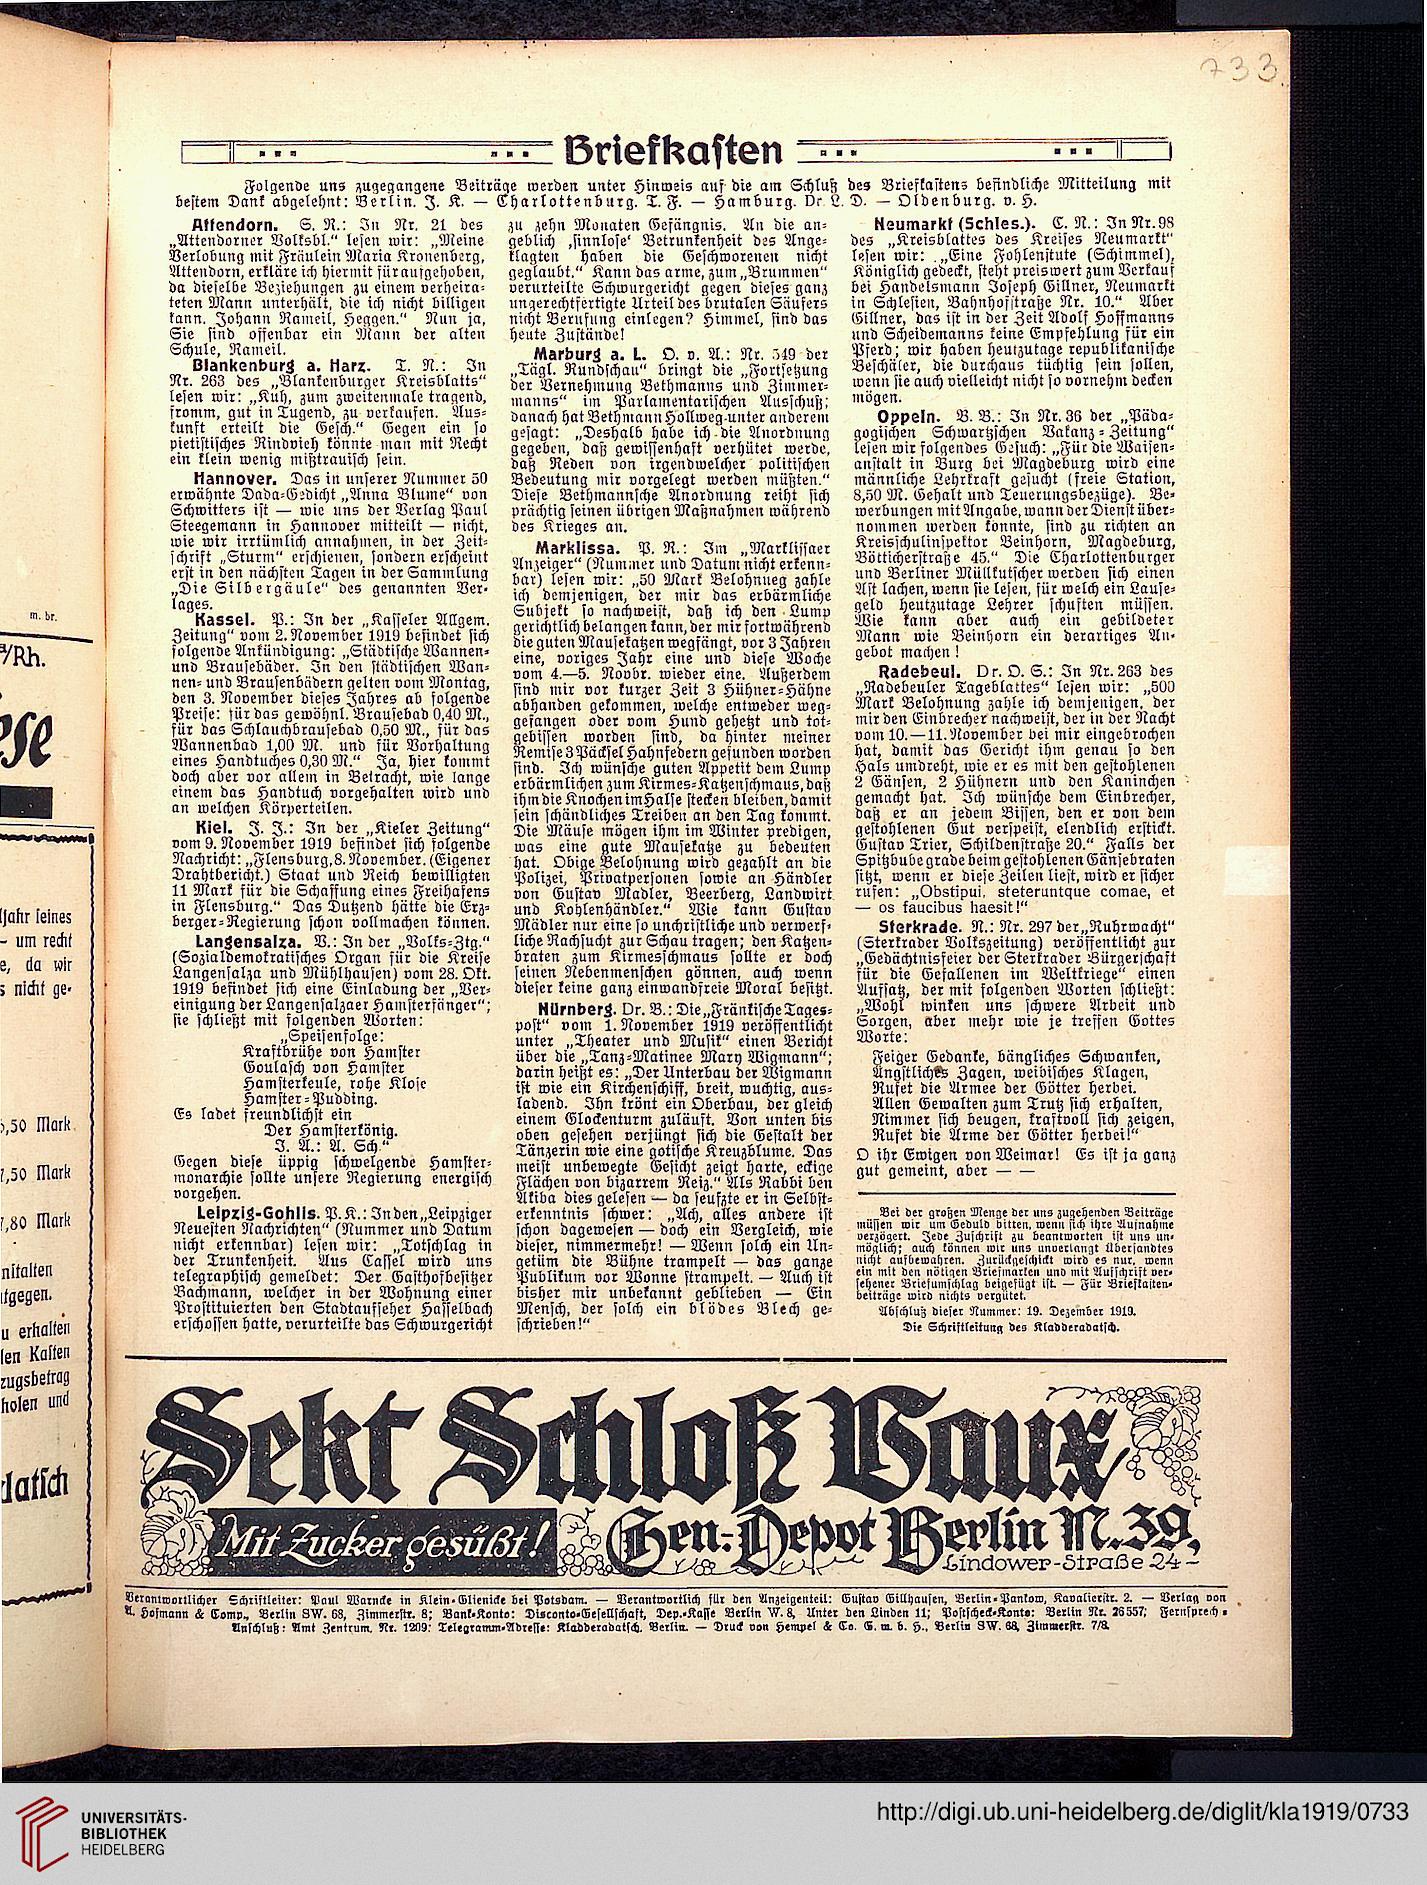 733
Briefkasten
Folgende uns zugegangene Beiträge werden unter Hinweis auf die am Schluß des Briefkastens befindliche Mitteilung mit
bestem Dank abgelehnt: Berlin. J. K. — Charlottenburg. T. F. — Hamburg. Dr. L. D. — Oldenburg. v. H.
Attendorn. S. N.: In Nr. 21 des
„Attendorner Volksbl.“ lesen wir: „Meine
Verlobung mit Fräulein Maria Kronenberg,
Attendorn, erkläre ich hiermit für aufgehoben,
da dieselbe Beziehungen zu einem verheira-
teten Mann unterhält, die ich nicht billigen
kann. Johann Rameil, Heggen.“ Nun ja,
Sie sind offenbar ein Mann der alten
Schule, Rameil.
Blankenburg a. Harz. T. N.: In
Nr. 263 des „Blankenburger Kreisblatts“
lesen wir: „Kuh, zum zweitenmale tragend,
fromm, gut in Tugend, zu verkaufen. Aus-
kunft erteilt die Gesch.“ Gegen ein so
pietistisches Rindvieh könnte man mit Recht
ein klein wenig mißtrauisch sein.
Hannover. Das in unserer Nummer 50
erwähnte Dada-Gedicht „Anna Blume“ von
Schwitters ist — wie uns der Verlag Paul
Steegemann in Hannover mitteilt — nicht,
wie wir irrtümlich annahmen, in der Zeit-
schrift „Sturm“ erschienen, sondern erscheint
erst in den nächsten Tagen in der Sammlung
„Die Silbergäule“ des genannten Ver-
lages.
Kassel. P.: In der „Kasseler Allgem.
Zeitung“ vom 2. November 1919 befindet sich
folgende Ankündigung: „Städtische Wannen-
und Brausebäder. In den städtischen Wan-
nen- und Brausenbädern gelten vom Montag,
den 3. November dieses Jahres ab folgende
Preise: für das gewöhnl. Brausebad 0,40 M.,
für das Schlauchbrausebad 0,50 M., für das
Wannenbad 1,00 M. und für Vorhaltung
eines Handtuches 0,30 M.“ Ja, hier kommt
doch aber vor allem in Betracht, wie lange
einem das Handtuch vorgehalten wird und
an welchen Körperteilen.
Kiel. J. J.: In der „Kieler Zeitung“
vom 9. November 1919 befindet sich folgende
Nachricht: „Flensburg, 8. November. (Eigener
Drahtbericht.) Staat und Reich bewilligten
11 Mark für die Schaffung eines Freihafens
in Flensburg.“ Das Dutzend hätte die Erz-
berger-Regierung schon vollmachen können.
Langensalza. V.: In der „Volks-Ztg.“
(Sozialdemokratisches Organ für die Kreise
Langensalza und Mühlhausen) vom 28. Okt.
1919 befindet sich eine Einladung der „Ver-
einigung der Langensalzaer Hamsterfänger“;
sie schließt mit folgenden Worten:
„Speisenfolge:
Kraftbrühe von Hamster
Goulasch von Hamster
Hamsterkeule, rohe Klose
Hamster-Pudding.
Es ladet freundlichst ein
Der Hamsterkönig.
J. A.: A. Sch.“
Gegen diese üppig schwelgende Hamster-
monarchie sollte unsere Regierung energisch
vorgehen.
Leipzig-Gohlis. P. K.: In den „Leipziger
Neuesten Nachrichten“ (Nummer und Datum
nicht erkennbar) lesen wir: „Totschlag in
der Trunkenheit. Aus Cassel wird uns
telegraphisch gemeldet: Der Gasthofbesitzer
Bachmann, welcher in der Wohnung einer
Prostituierten den Stadtaufseher Hasselbach
erschossen hatte, verurteilte das Schwurgericht
zu zehn Monaten Gefängnis. An die an-
geblich ‚sinnlose‘ Betrunkenheit des Ange-
klagten haben die Geschworenen nicht
geglaubt.“ Kann das arme, zum „Brummen“
verurteilte Schwurgericht gegen dieses ganz
ungerechtfertigte Urteil des brutalen Säufers
nicht Berufung einlegen? Himmel, sind das
heute Zustände!
Marburg a. L. O. v. A.: Nr. 549 der
„Tägl. Rundschau“ bringt die „Fortsetzung
der Vernehmung Bethmanns und Zimmer-
manns“ im Parlamentarischen Ausschuß;
danach hat Bethmann Hollweg unter anderem
gesagt: „Deshalb habe ich die Anordnung
gegeben, daß gewissenhaft verhütet werde,
daß Reden von irgendwelcher politischen
Bedeutung mir vorgelegt werden müßten.“
Diese Bethmannsche Anordnung reiht sich
prächtig seinen übrigen Maßnahmen während
des Krieges an.
Marklissa. P. R.: Im „Marklissaer
Anzeiger“ (Nummer und Datum nicht erkenn-
bar) lesen wir: „50 Mark Belohnueg zahle
ich demjenigen, der mir das erbärmliche
Subjekt so nachweist, daß ich den Lump
gerichtlich belangen kann, der mir fortwährend
die guten Mausekatzen wegfängt, vor 3 Jahren
eine, voriges Jahr eine und diese Woche
vom 4.—5. Novbr. wieder eine. Außerdem
sind mir vor kurzer Zeit 3 Hühner-Hähne
abhanden gekommen, welche entweder weg-
gefangen oder vom Hund gehetzt und tot-
gebissen worden sind, da hinter meiner
Remise 3 Päcksel Hahnfedern gefunden worden
sind. Ich wünsche guten Appetit dem Lump
erbärmlichen zum Kirmes-Katzenschmaus, daß
ihm die Knochen im Halse stecken bleiben, damit
sein schändliches Treiben an den Tag kommt.
Die Mäuse mögen ihm im Winter predigen,
was eine gute Mausekatze zu bedeuten
hat. Obige Belohnung wird gezahlt an die
Polizei, Privatpersonen sowie an Händler
von Gustav Madler, Beerberg, Landwirt
und Kohlenhändler.“ Wie kann Gustav
Mädler nur eine so unchristliche und verwerf-
liche Rachsucht zur Schau tragen; den Katzen-
braten zum Kirmesschmaus sollte er doch
seinen Nebenmenschen gönnen, auch wenn
dieser keine ganz einwandfreie Moral besitzt.
Nürnberg. Dr. B.: Die „Fränkische Tages-
post“ vom 1. November 1919 veröffentlicht
unter „Theater und Musik“ einen Bericht
über die „Tanz-Matinee Mary Wigmann“;
darin heißt es: „Der Unterbau der Wigmann
ist wie ein Kirchenschiff, breit, wuchtig, aus-
ladend. Ihn krönt ein Oberbau, der gleich
einem Glockenturm zuläuft. Von unten bis
oben gesehen verjüngt sich die Gestalt der
Tänzerin wie eine gotische Kreuzblume. Das
meist unbewegte Gesicht zeigt harte, eckige
Flächen von bizarrem Reiz.“ Als Rabbi ben
Akiba dies gelesen — da seufzte er in Selbst-
erkenntnis schwer: „Ach, alles andere ist
schon dagewesen — doch ein Vergleich, wie
dieser, nimmermehr! — Wenn solch ein Un-
getüm die Bühne trampelt — das ganze
Publikum vor Wonne strampelt. — Auch ist
bisher mir unbekannt geblieben — Ein
Mensch, der solch ein blödes Blech ge-
schrieben!“
Neumarkt (Schles.). C. N.: In Nr. 98
des „Kreisblattes des Kreises Neumarkt“
lesen wir: „Eine Fohlenstute (Schimmel),
Königlich gedeckt, steht preiswert zum Verkauf
bei Handelsmann Joseph Gillner, Neumarkt
in Schlesien, Bahnhofstraße Nr. 10.“ Aber
Gillner, das ist in der Zeit Adolf Hoffmanns
und Scheidemanns keine Empfehlung für ein
Pferd; wir haben heutzutage republikanische
Beschäler, die durchaus tüchtig sein sollen,
wenn sie auch vielleicht nicht so vornehm decken
mögen.
Oppeln. B. B.: In Nr. 36 der „Päda-
gogischen Schwartzschen Vakanz-Zeitung“
lesen wir folgendes Gesuch: „Für die Waisen-
anstalt in Burg bei Magdeburg wird eine
männliche Lehrkraft gesucht (freie Station,
8,50 M. Gehalt und Teuerungsbezüge). Be-
werbungen mit Angabe, wann der Dienst über-
nommen werden konnte, sind zu richten an
Kreisschulinspektor Beinhorn, Magdeburg,
Bötticherstraße 45.“ Die Charlottenburger
und Berliner Müllkutscher werden sich einen
Ast lachen, wenn sie lesen, für welch ein Lause-
geld heutzutage Lehrer schuften müssen.
Wie kann aber auch ein gebildeter
Mann wie Beinhorn ein derartiges An-
gebot machen!
Radebeul. Dr. O. S.: In Nr. 263 des
„Radebeuler Tageblattes“ lesen wir: „500
Mark Belohnung zahle ich demjenigen, der
mir den Einbrecher nachweist, der in der Nacht
vom 10.—11. November bei mir eingebrochen
hat, damit das Gericht ihm genau so den
Hals umdreht, wie er es mit den gestohlenen
2 Gänsen, 2 Hühnern und den Kaninchen
gemacht hat. Ich wünsche dem Einbrecher,
daß er an jedem Bissen, den er von dem
gestohlenen Gut verspeist, elendlich erstickt.
Gustav Trier, Schildenstraße 20.“ Falls der
Spitzbube grade beim gestohlenen Gänsebraten
sitzt, wenn er diese Zeilen liest, wird er sicher
rufen: „Obstipui, steteruntque comae, et
— os faucibus haesit!“
Sterkrade. R.: Nr. 297 der „Ruhrwacht“
(Sterkrader Volkszeitung) veröffentlicht zur
„Gedächtnisfeier der Sterkrader Bürgerschaft
für die Gefallenen im Weltkriege“ einen
Aufsatz, der mit folgenden Worten schließt:
„Wohl winken uns schwere Arbeit und
Sorgen, aber mehr wie je treffen Gottes
Worte:
Feiger Gedanke, bängliches Schwanken,
Ängstliches Zagen, weibisches Klagen,
Rufet die Armee der Götter herbei.
Allen Gewalten zum Trutz sich erhalten,
Nimmer sich beugen, kraftvoll sich zeigen,
Rufet die Arme der Götter herbei!“
O ihr Ewigen von Weimar! Es ist ja ganz
gut gemeint, aber — —
Bei der großen Menge der uns zugehenden Beiträge
müssen wir um Geduld bitten, wenn sich ihre Aufnahme
verzögert. Jede Zuschrift zu beantworten ist uns un-
möglich; auch können wir uns unverlangt Übersandtes
nicht aufbewahren. Zurückgeschickt wird es nur, wenn
ein mit den nötigen Briefmarken und mit Aufschrift ver-
sehener Briefumschlag beigefügt ist. — Für Briefkasten-
beiträge wird nichts vergütet.
Abschluß dieser Nummer: 19. Dezember 1919.
Die Schriftleitung des Kladderadatsch.
Sekt Schloß Vaux
Mit Zucker gesüßt!
Gen.-Depot Berlin N. 39,
Lindower-Straße 24
Verantwortlicher Schriftleiter: Paul Warncke in Klein-Glienicke bei Potsdam. — Verantwortlich für den Anzeigenteil: Gustav Gillhausen, Berlin-Pankow, Kavalierstr. 2. — Verlag von
A. Hofmann & Comp., Berlin SW. 68, Zimmerstr. 8; Bank-Konto: Disconto-Gesellschaft, Dep.-Kasse Berlin W. 8, Unter den Linden 11; Postscheck-Konto: Berlin Nr. 26557; Fernsprech-
Anschluß: Amt Zentrum, Nr. 1209; Telegramm-Adresse: Kladderadatsch, Berlin. — Druck von Hempel & Co. G. m. b. H., Berlin SW. 68, Zimmerstr. 7/8.
m. br.
/Rh.
jahr seines
– um recht
e, da wir
s nicht ge-
,50 Mark
7,50 Mark
7,80 Mark
tgegen.
u erhalten
len Kasten
zugsbetrag
holen und
UNIVERSITÄTS-
BIBLIOTHEK
HEIDELBERG
http://digi.ub.uni-heidelberg.de/diglit/kla1919/0733